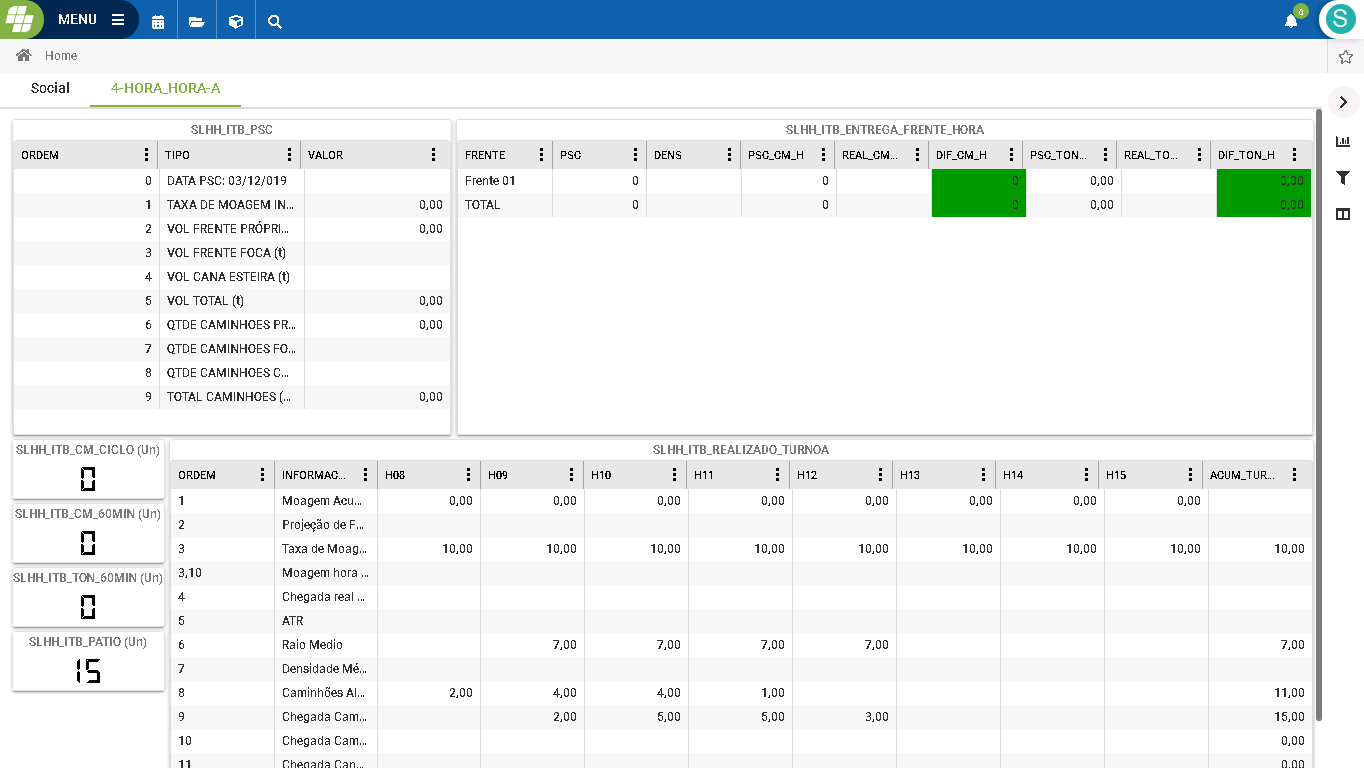 MENU
0
S
Home
Social 4-HORA_HORA-A
SLHH_ITB_PSC
ORDEM TIPO VALOR
0 DATA PSC: 03/12/019
1 TAXA DE MOAGEM IN... 0,00
2 VOL FRENTE PRÓPRI... 0,00
3 VOL FRENTE FOCA (t)
4 VOL CANA ESTEIRA (t)
5 VOL TOTAL (t) 0,00
6 QTDE CAMINHOES PR... 0,00
7 QTDE CAMINHOES FO...
8 QTDE CAMINHOES C...
9 TOTAL CAMINHOES (... 0,00
SLHH_ITB_ENTREGA_FRENTE_HORA
FRENTE PSC DENS PSC_CM_H REAL_CM... DIF_CM_H PSC_TON... REAL_TO... DIF_TON_H
Frente 01 0 0 0 0,00 0,00
TOTAL 0 0 0 0,00 0,00
SLHH_ITB_CM_CICLO (Un)
0
SLHH_ITB_CM_60MIN (Un)
0
SLHH_ITB_TON_60MIN (Un)
0
SLHH_ITB_PATIO (Un)
15
SLHH_ITB_REALIZADO_TURNOA
ORDEM INFORMAC... H08 H09 H10 H11 H12 H13 H14 H15 ACUM_TUR...
1 Moagem Acu... 0,00 0,00 0,00 0,00 0,00 0,00 0,00 0,00
2 Projeção de F...
3 Taxa de Moag... 10,00 10,00 10,00 10,00 10,00 10,00 10,00 10,00 10,00
3,10 Moagem hora ...
4 Chegada real ...
5 ATR
6 Raio Medio 7,00 7,00 7,00 7,00 7,00
7 Densidade Mé...
8 Caminhões Al... 2,00 4,00 4,00 1,00 11,00
9 Chegada Cam... 2,00 5,00 5,00 3,00 15,00
10 Chegada Cam... 0,00
11 Chegada Can... 0,00